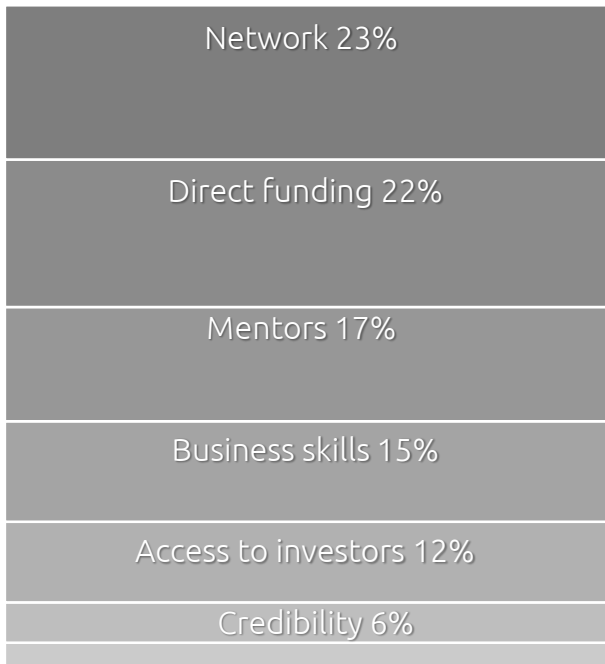 Network 23%
Direct funding 22%
Mentors 17%
Business skills 15%
Access to investors 12%
Credibility 6%